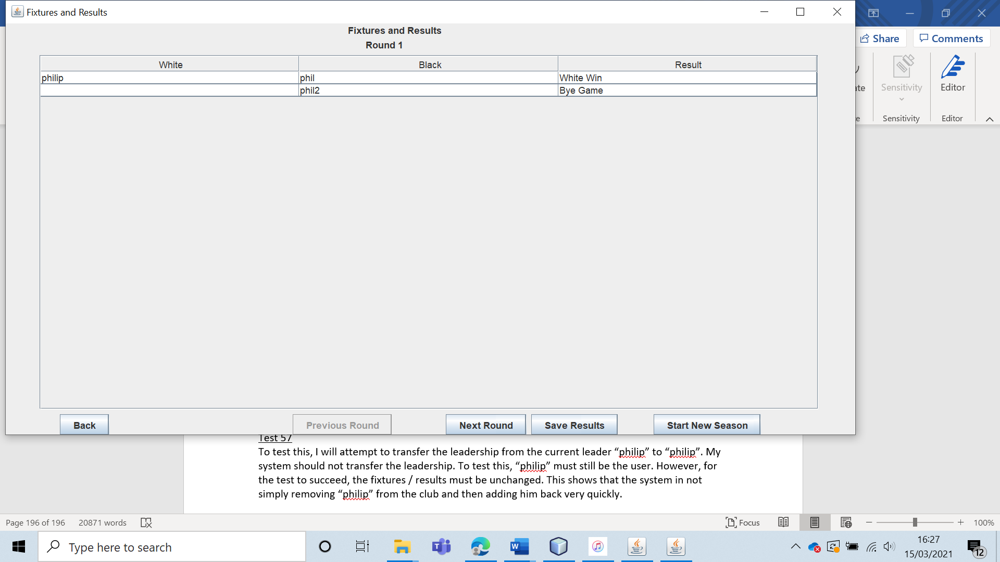 Fixtures and Results
Fixtures and Results
Round 1
White Black Result
philip phil White Win
phil2 Bye Game
Back Previous Round Next Round Save Results Start New Season
Share Comments
Sensitivity Editor
Sensitivity Editor
Test 57
To test this, I will attempt to transfer the leadership from the current leader “philip” to “philip”. My
system should not transfer the leadership. To test this, “philip” must still be the user. However, for
the test to succeed, the fixtures / results must be unchanged. This shows that the system in not
simply removing “philip” from the club and then adding him back very quickly.
Page 196 of 196 20871 words Focus 100%
Type here to search
16:27
15/03/2021
12